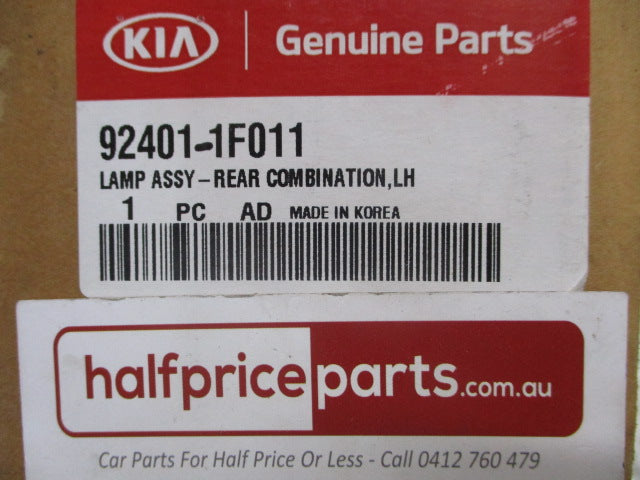 KIA Genuine Parts
92401-1F011
LAMP ASSY-REAR COMBINATION,LH
1 PC AD MADE IN KOREA
halfpriceparts.com.au
Car Parts For Half Price Or Less - Call 0412 760 479